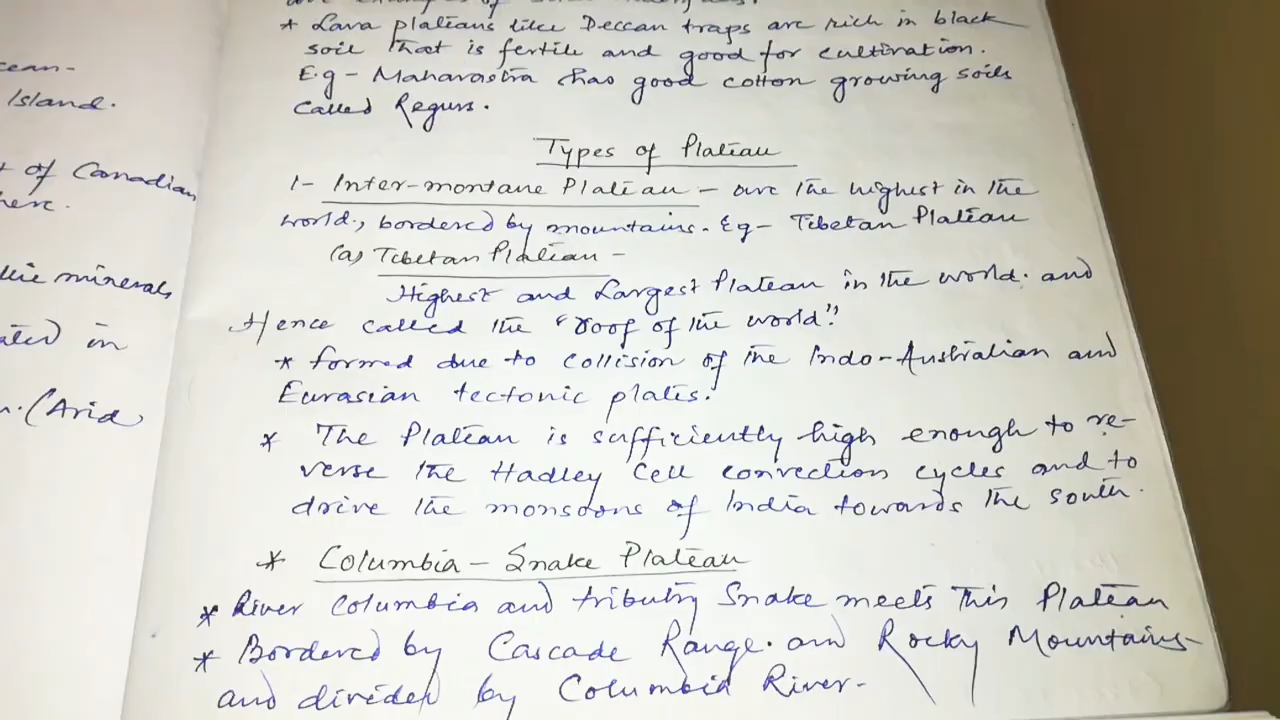 cean-
Island.
of Canadian
here.
minerals
ated in
n. (Arid
* Lava plateaus like Deccan traps are rich in black
soil that is fertile and good for cultivation.
E.g - Maharastra has good cotton growing soils
called Regurs.
Types of Plateau
1- Inter-montane Plateau - are the highest in the
world, bordered by mountains. Eg- Tibetan Plateau
(a) Tibetan Plateau -
Highest and Largest Plateau in the world. and
Hence called the "roof of the world".
* formed due to collision of the Indo-Australian and
Eurasian tectonic plates.
* The Plateau is sufficiently high enough to re-
verse the Hadley Cell convection cycles and to
drive the monsoons of India towards the south.
* Columbia - Snake Plateau
* River Columbia and tributry Snake meets This Plateau
* Bordered by Cascade Range. and Rocky Mountains
and divided by Columbia River-